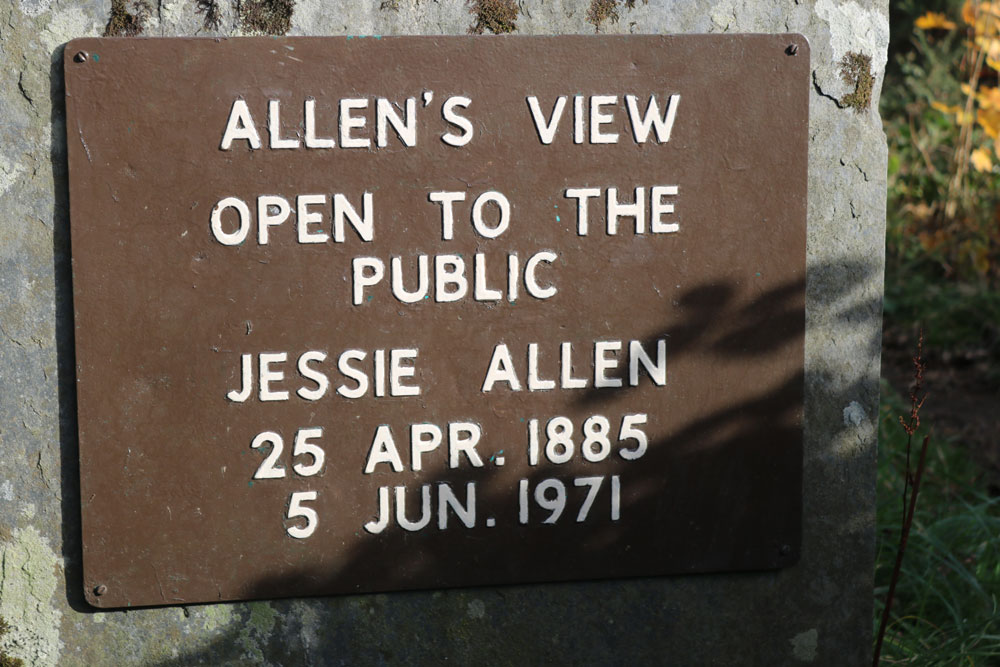 ALLEN'S VIEW
OPEN TO THE
PUBLIC
JESSIE ALLEN
25 APR. 1885
5 JUN. 1971